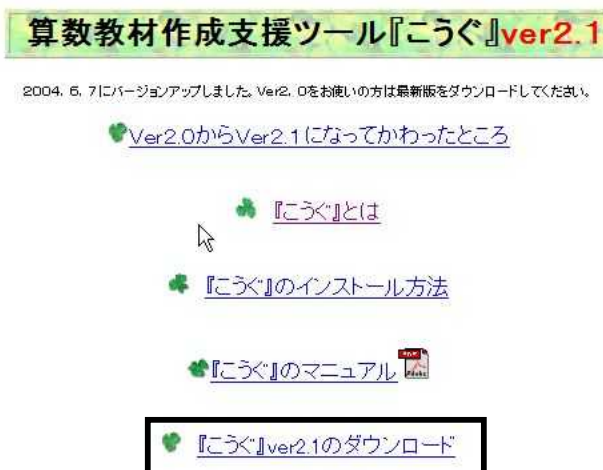 算数教材作成支援ツール『こうぐ』ver2.1
2004. 6. 7にバージョンアップしました。Ver2. 0をお使いの方は最新版をダウンロードしてください。
Ver2.0からVer2.1になってかわったところ
『こうぐ』とは
『こうぐ』のインストール方法
『こうぐ』のマニュアル
『こうぐ』ver2.1のダウンロード